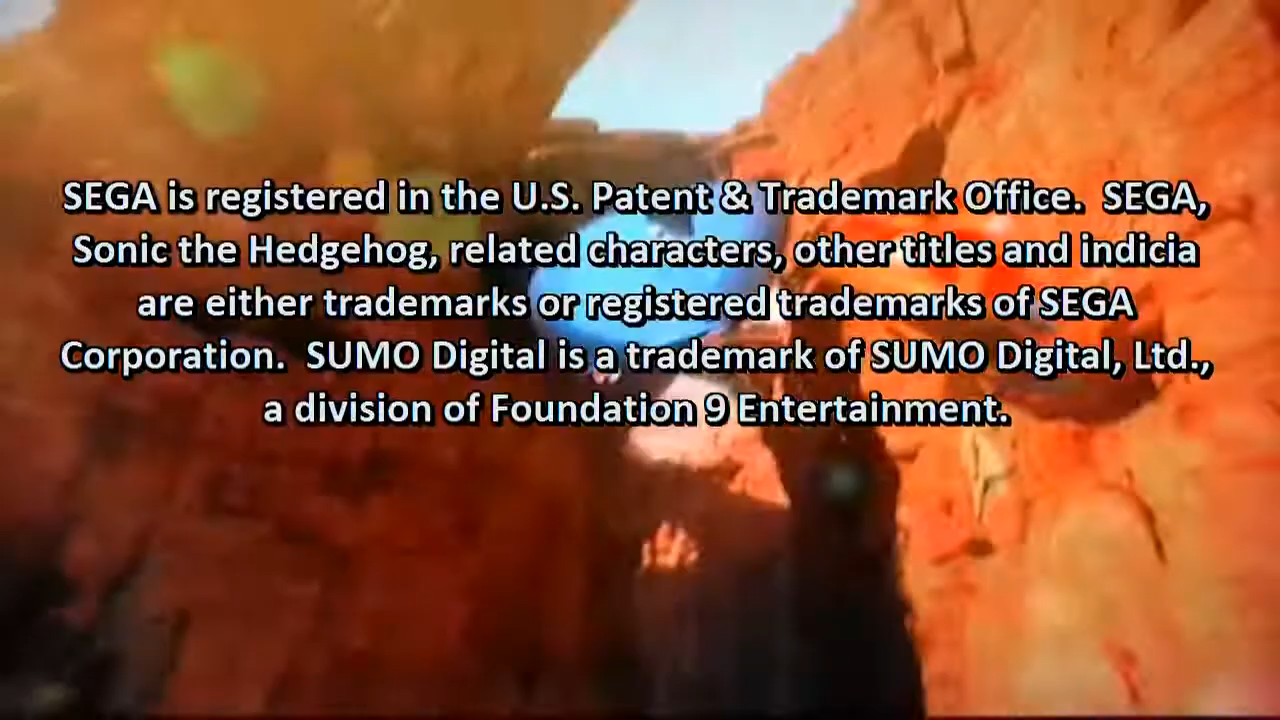 SEGA is registered in the U.S. Patent & Trademark Office.  SEGA,
Sonic the Hedgehog, related characters, other titles and indicia
are either trademarks or registered trademarks of SEGA
Corporation.  SUMO Digital is a trademark of SUMO Digital, Ltd.,
a division of Foundation 9 Entertainment.